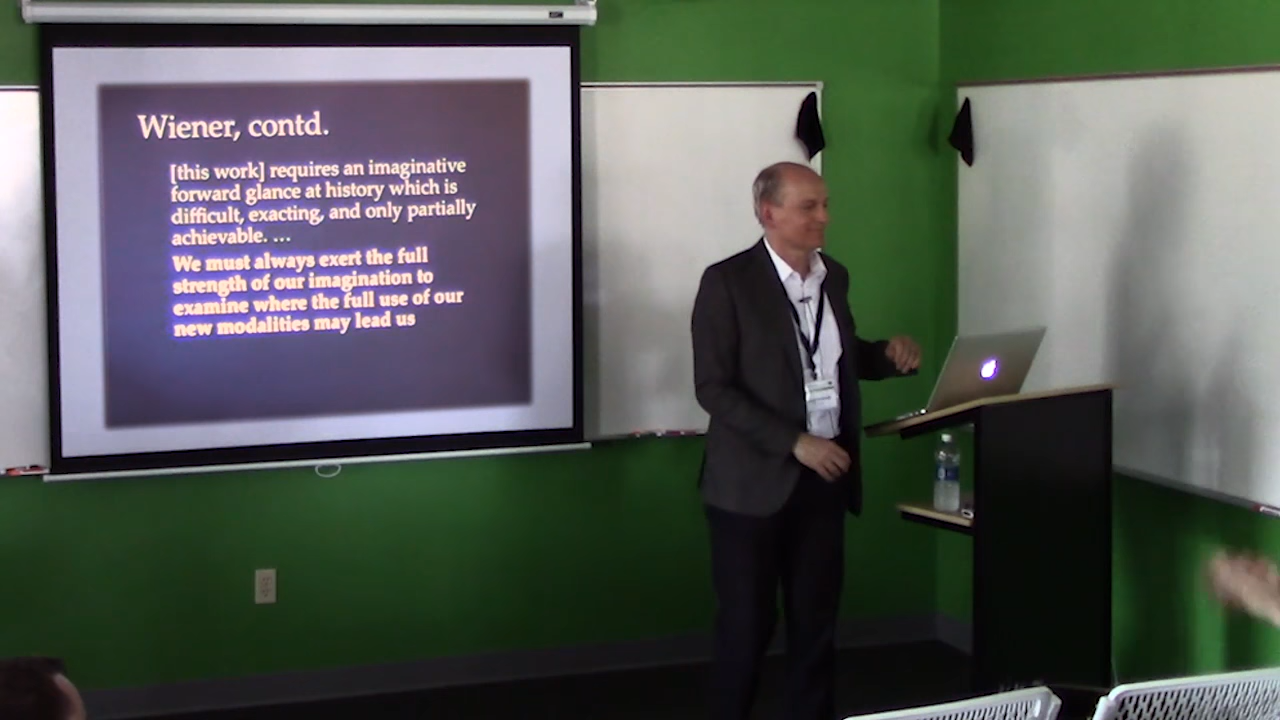 Wiener, contd.
[this work] requires an imaginative
forward glance at history which is
difficult, exacting, and only partially
achievable. ...
We must always exert the full
strength of our imagination to
examine where the full use of our
new modalities may lead us